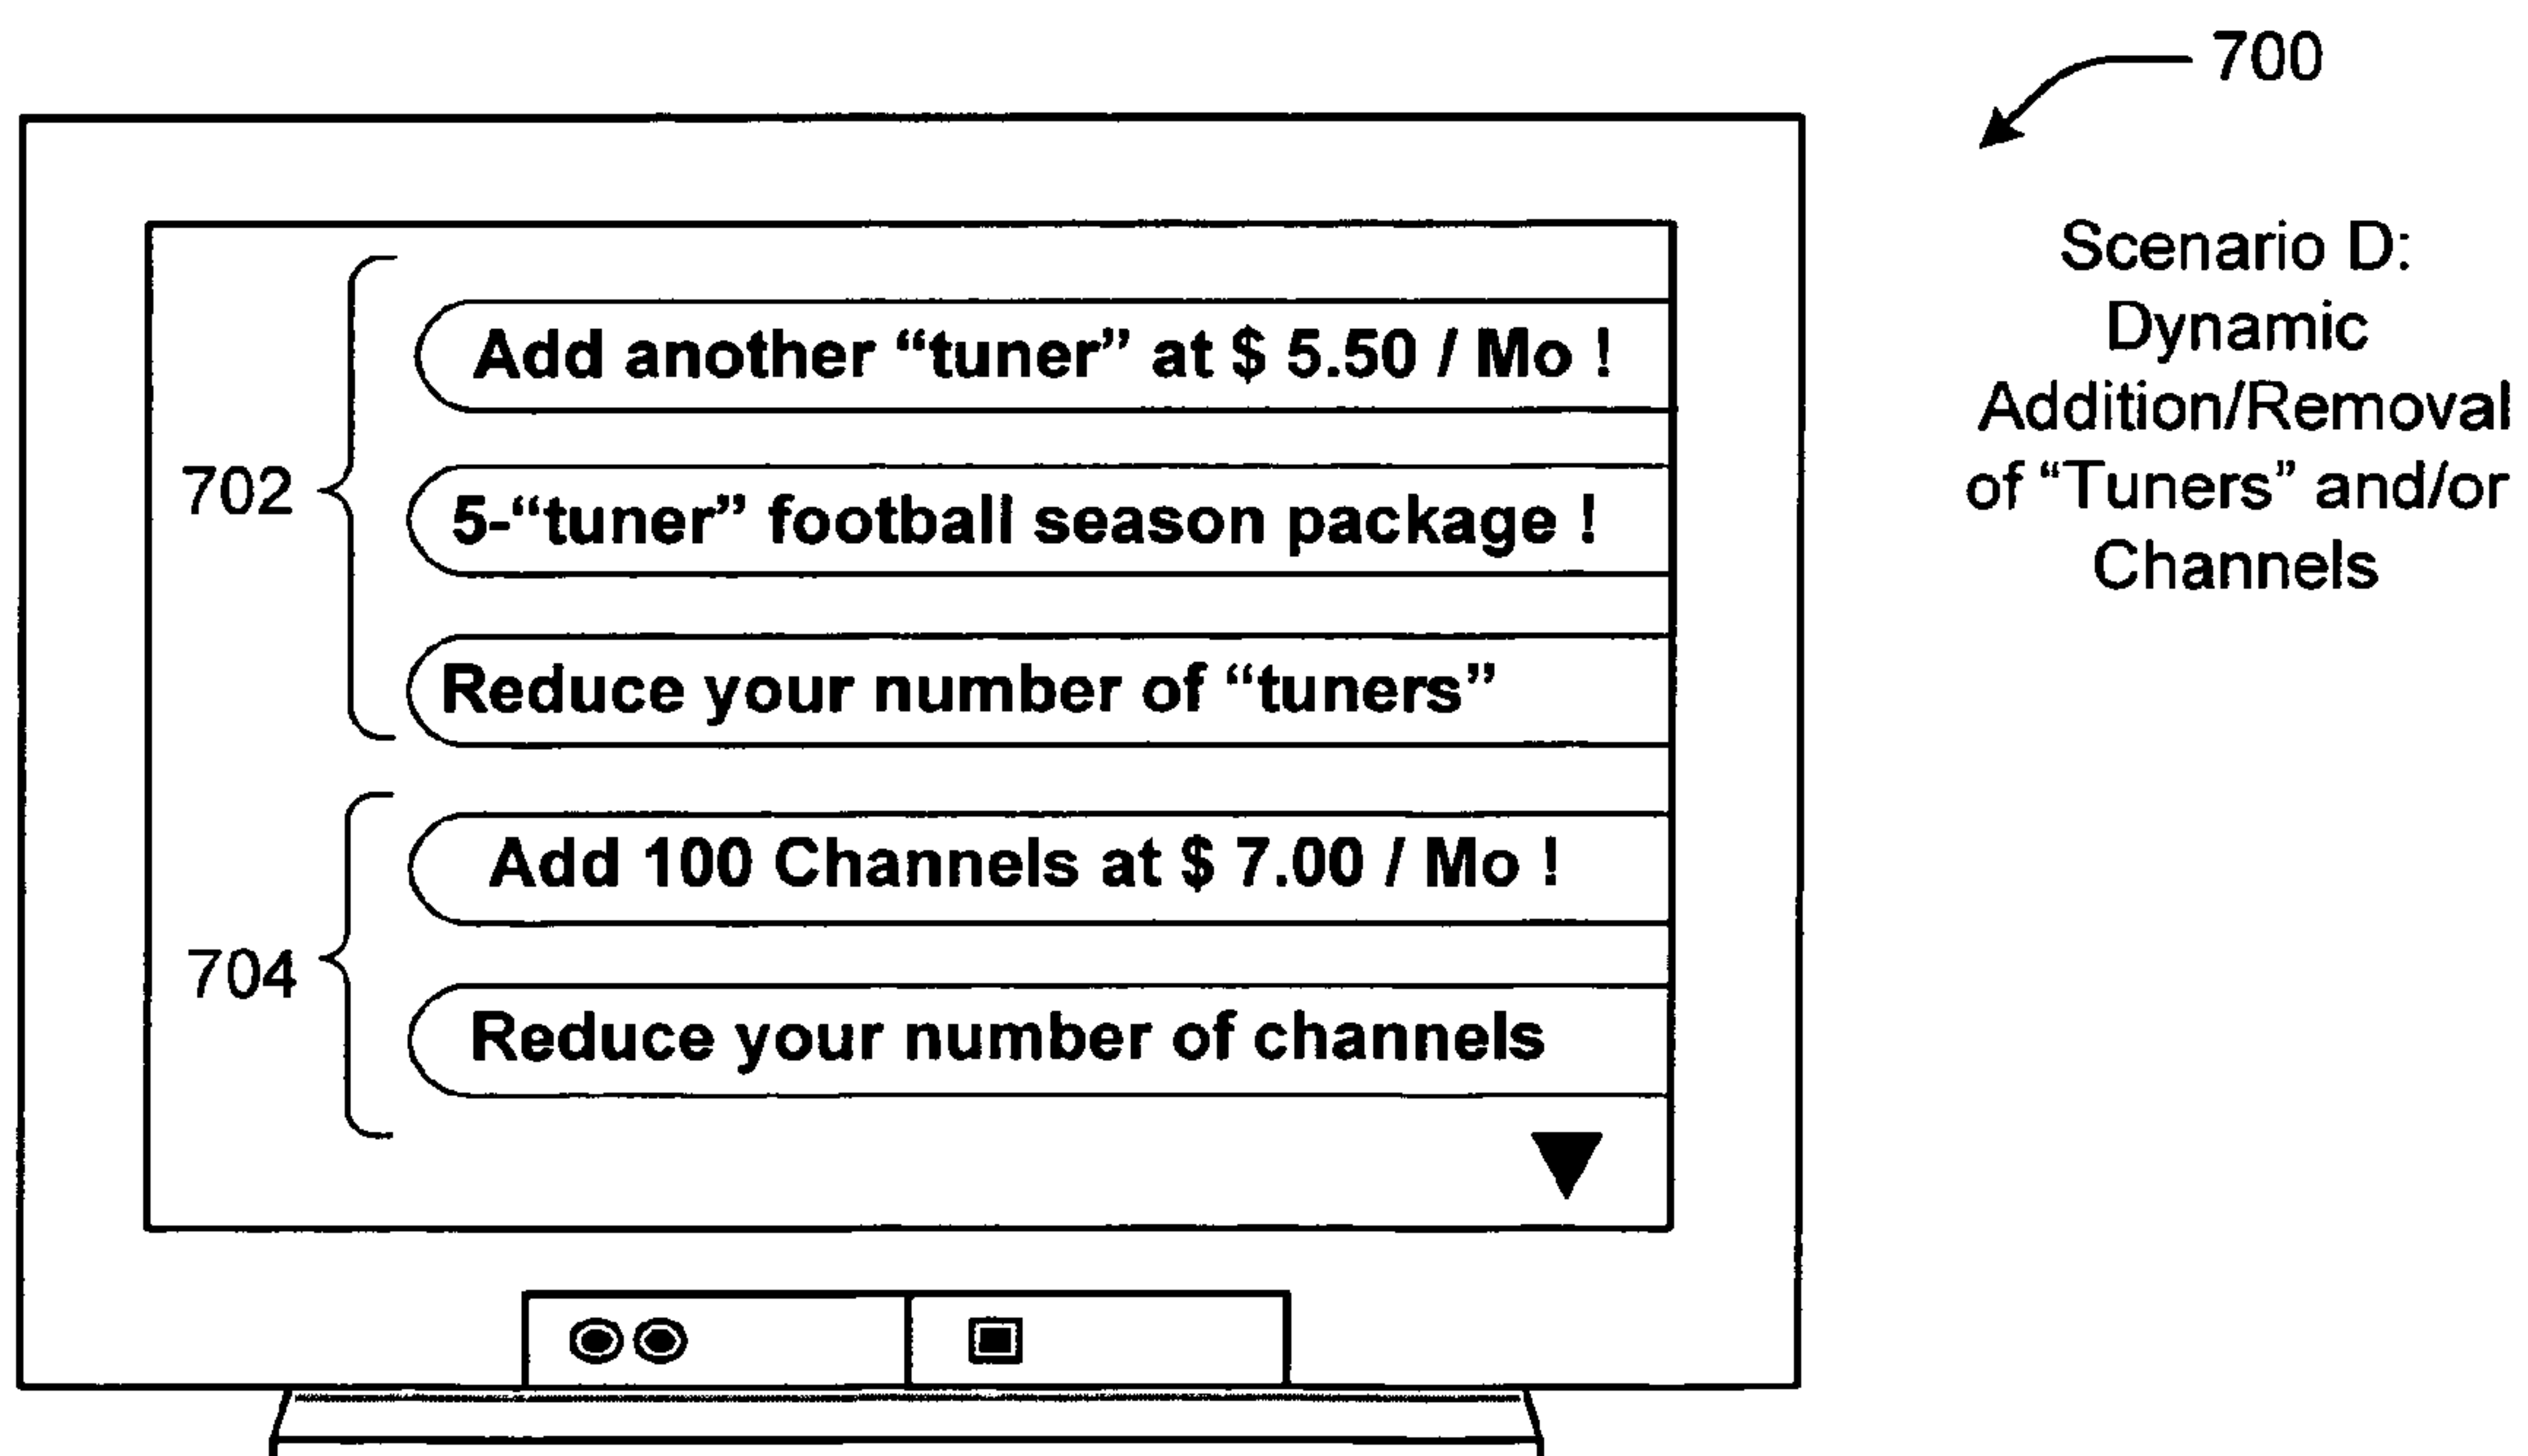 700
Scenario D:
Dynamic
Addition/Removal
of “Tuners” and/or
Channels
702
Add another “tuner” at $ 5.50 / Mo !
5-“tuner” football season package !
Reduce your number of “tuners”
704
Add 100 Channels at $ 7.00 / Mo !
Reduce your number of channels